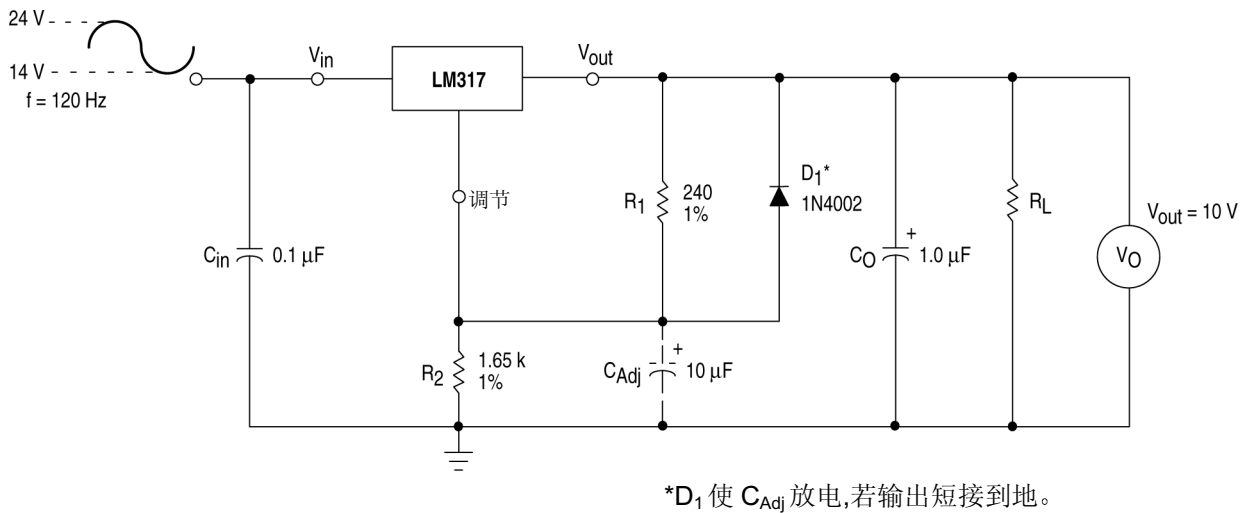 24 V
14 V
f = 120 Hz
Vin
LM317
Vout
调节
Cin
0.1 µF
R1
240
1%
D1*
1N4002
CO
+
1.0 µF
RL
Vout = 10 V
VO
R2
1.65 k
1%
CAdj
+
10 µF
*D1 使 CAdj 放电,若输出短接到地。